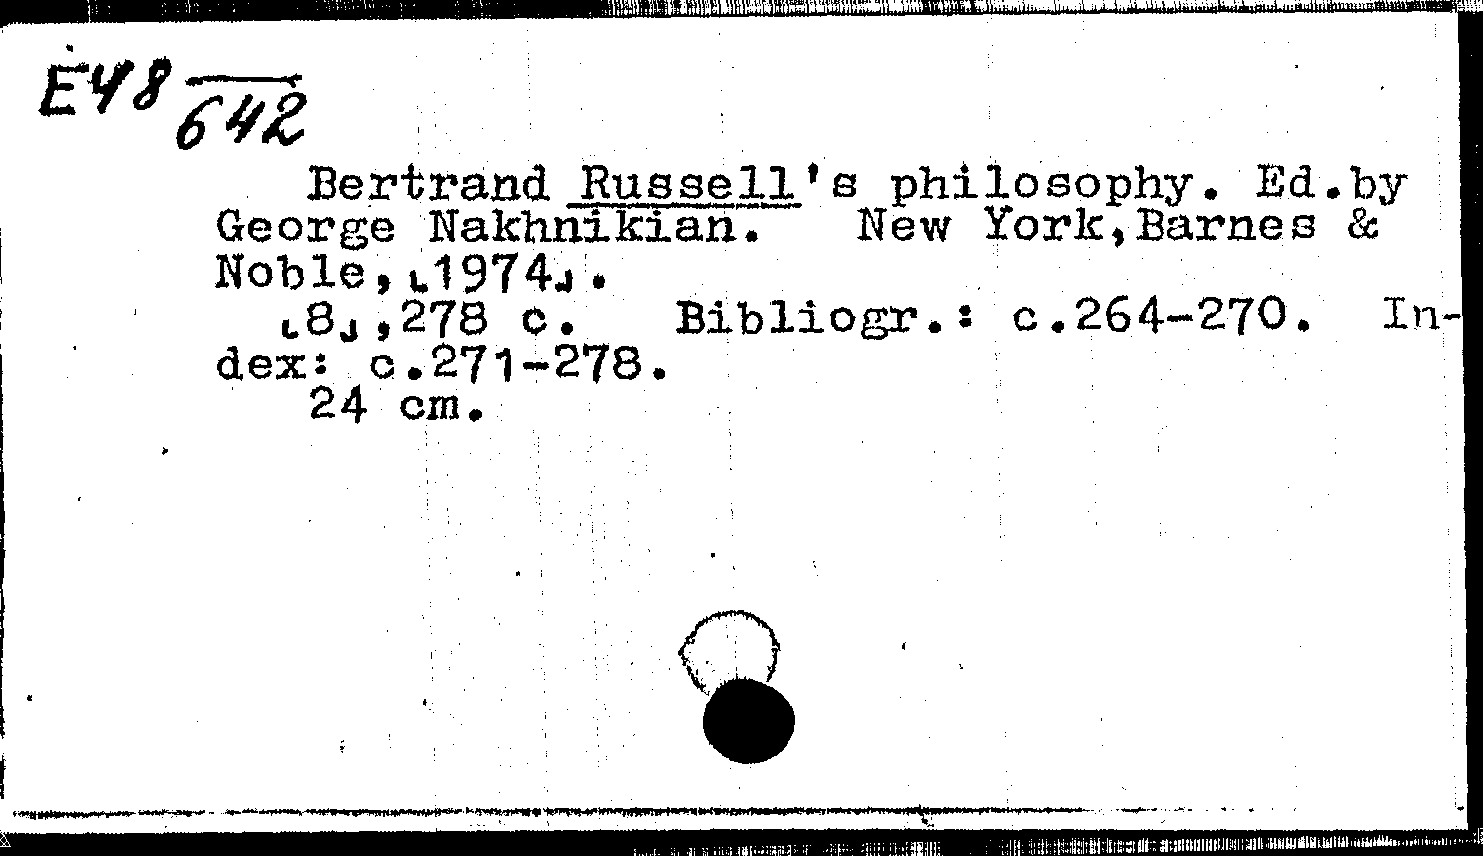 E48
642
Bertrand Russell's philosophy. Ed.by
George Nakhnikian. New York,Barnes &
Noble,⌞1974⌟.
⌞8⌟,278 c. Bibliogr.: c.264-270. In-
dex: c.271-278.
24 cm.